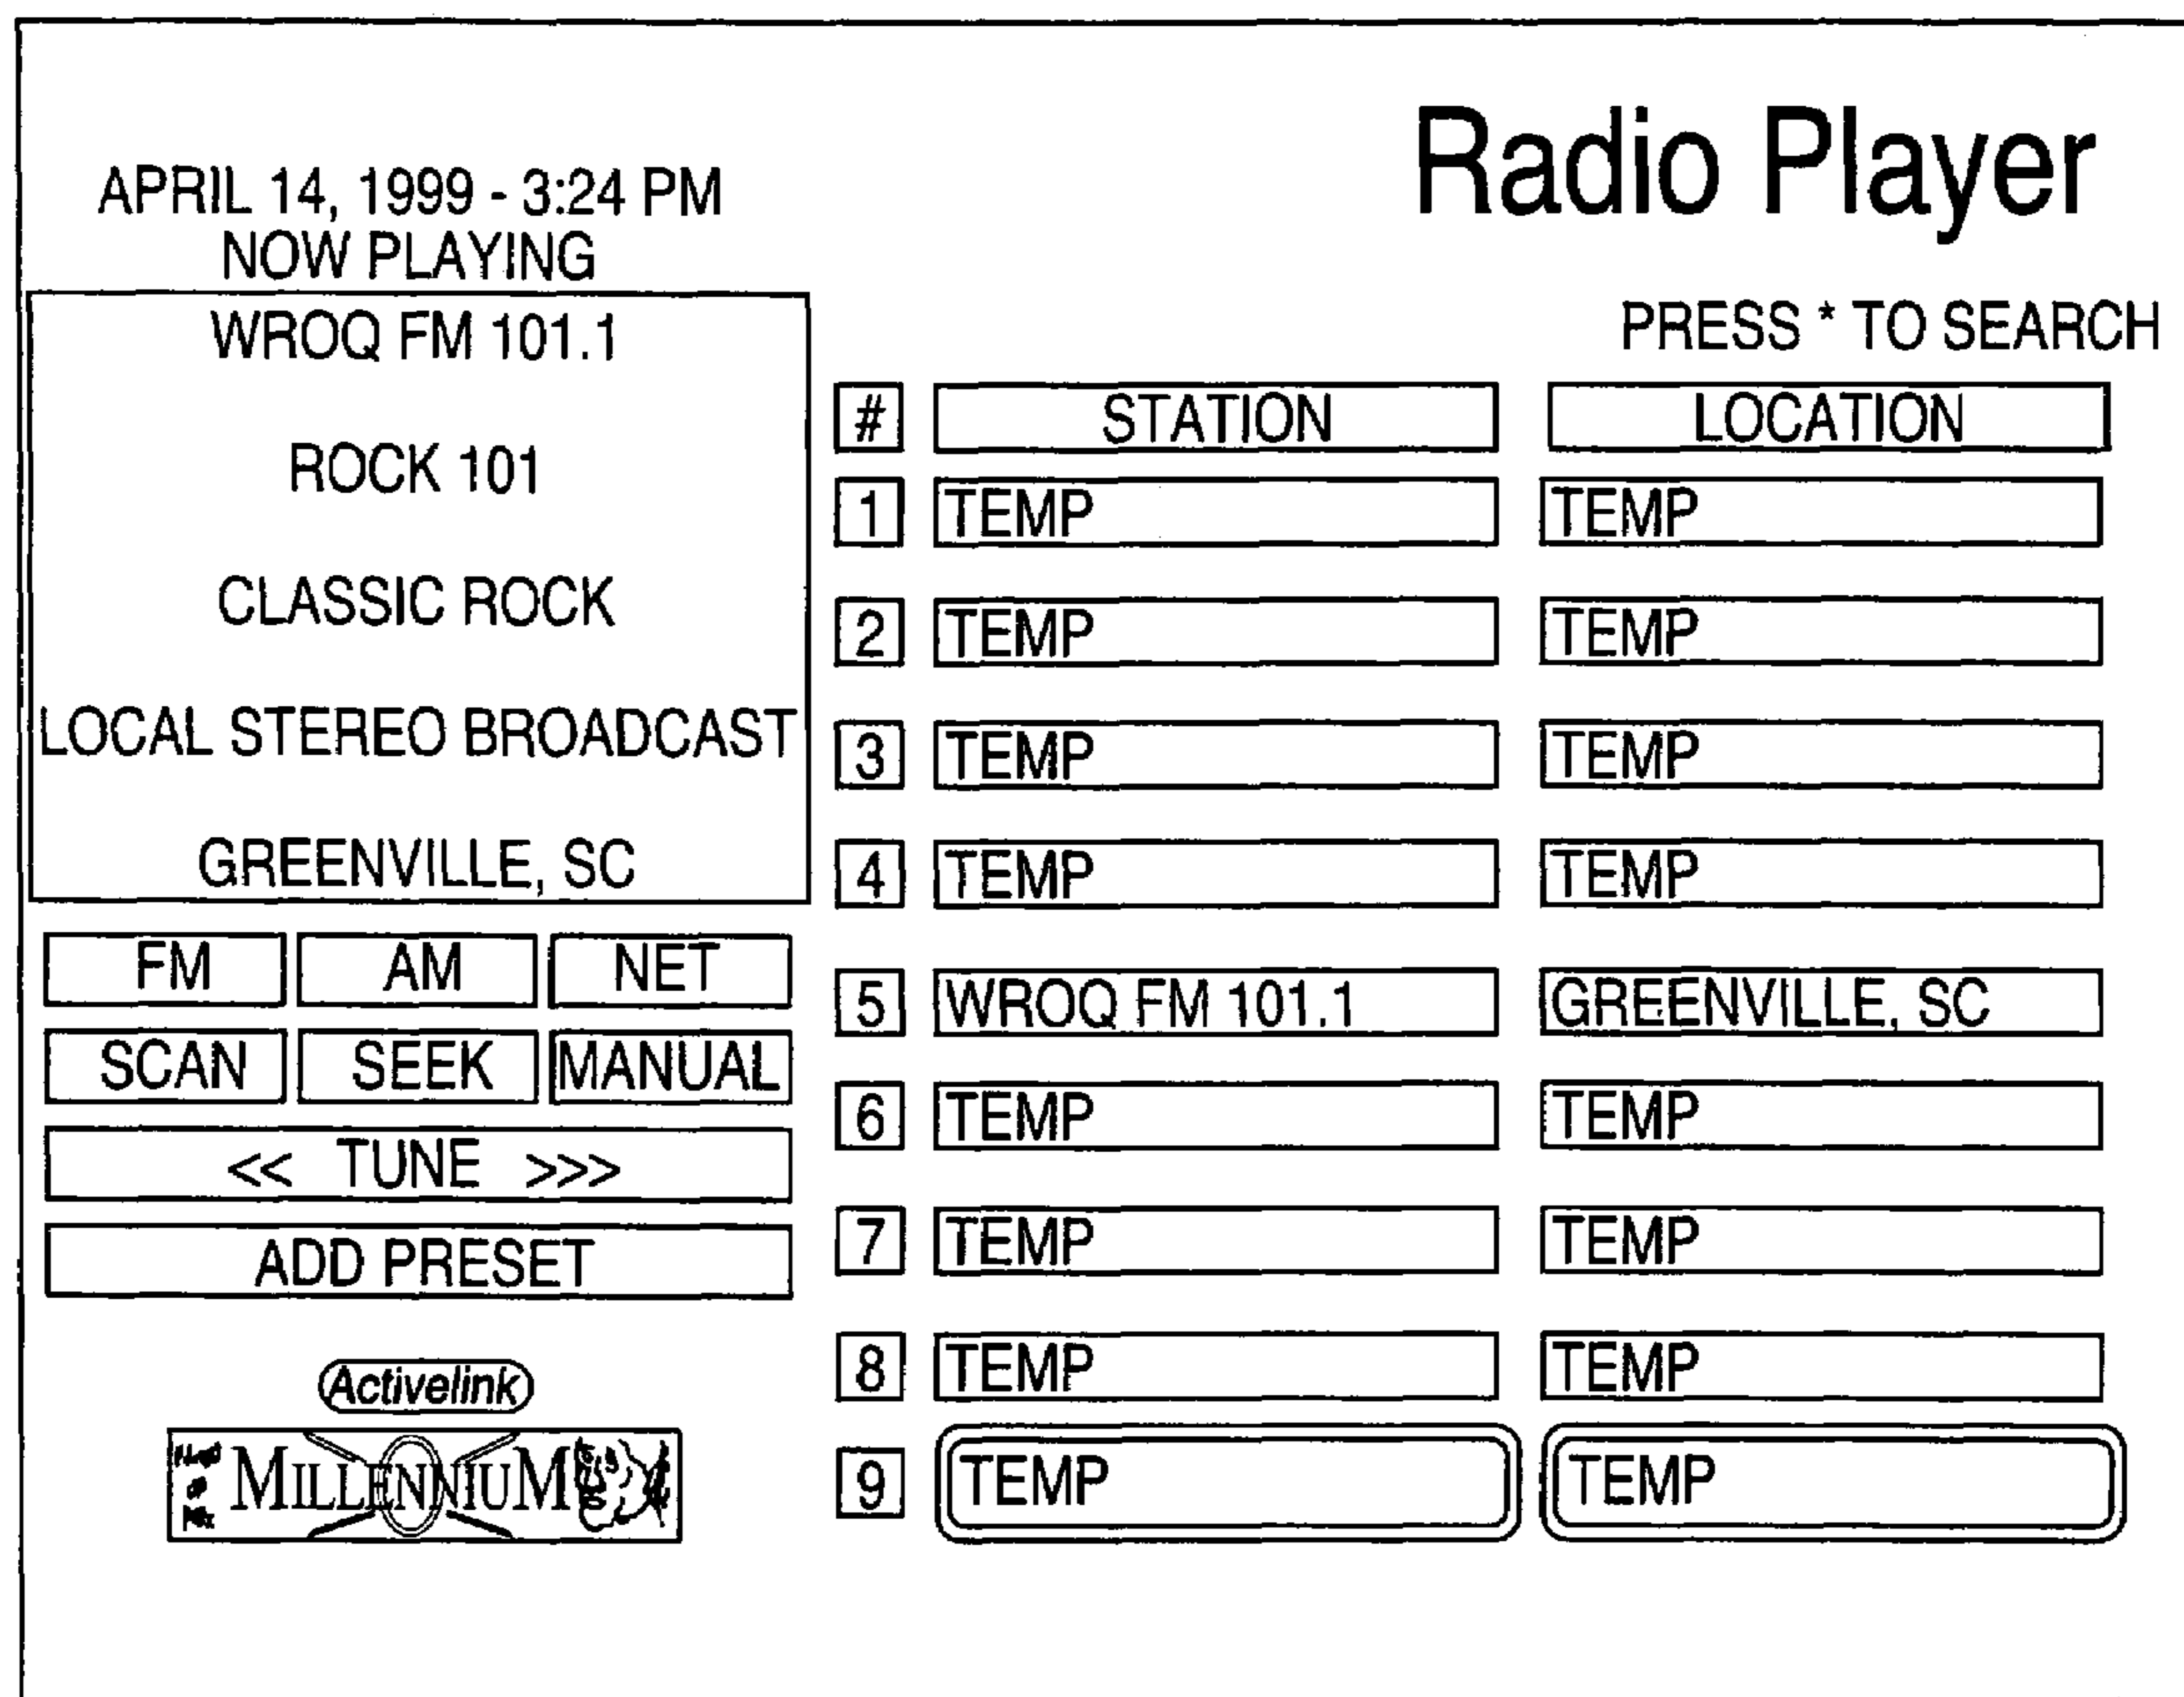 Radio Player
APRIL 14, 1999 - 3:24 PM
NOW PLAYING
WROQ FM 101.1
ROCK 101
CLASSIC ROCK
LOCAL STEREO BROADCAST
GREENVILLE, SC
FM AM NET
SCAN SEEK MANUAL
<< TUNE >>>
ADD PRESET
Activelink
MILLENNIUM
PRESS * TO SEARCH
# STATION LOCATION
1 TEMP TEMP
2 TEMP TEMP
3 TEMP TEMP
4 TEMP TEMP
5 WROQ FM 101.1 GREENVILLE, SC
6 TEMP TEMP
7 TEMP TEMP
8 TEMP TEMP
9 TEMP TEMP